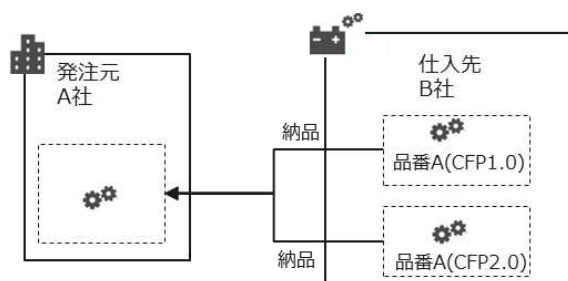 発注元
A社
仕入先
B社
納品
品番A(CFP1.0)
納品
品番A(CFP2.0)